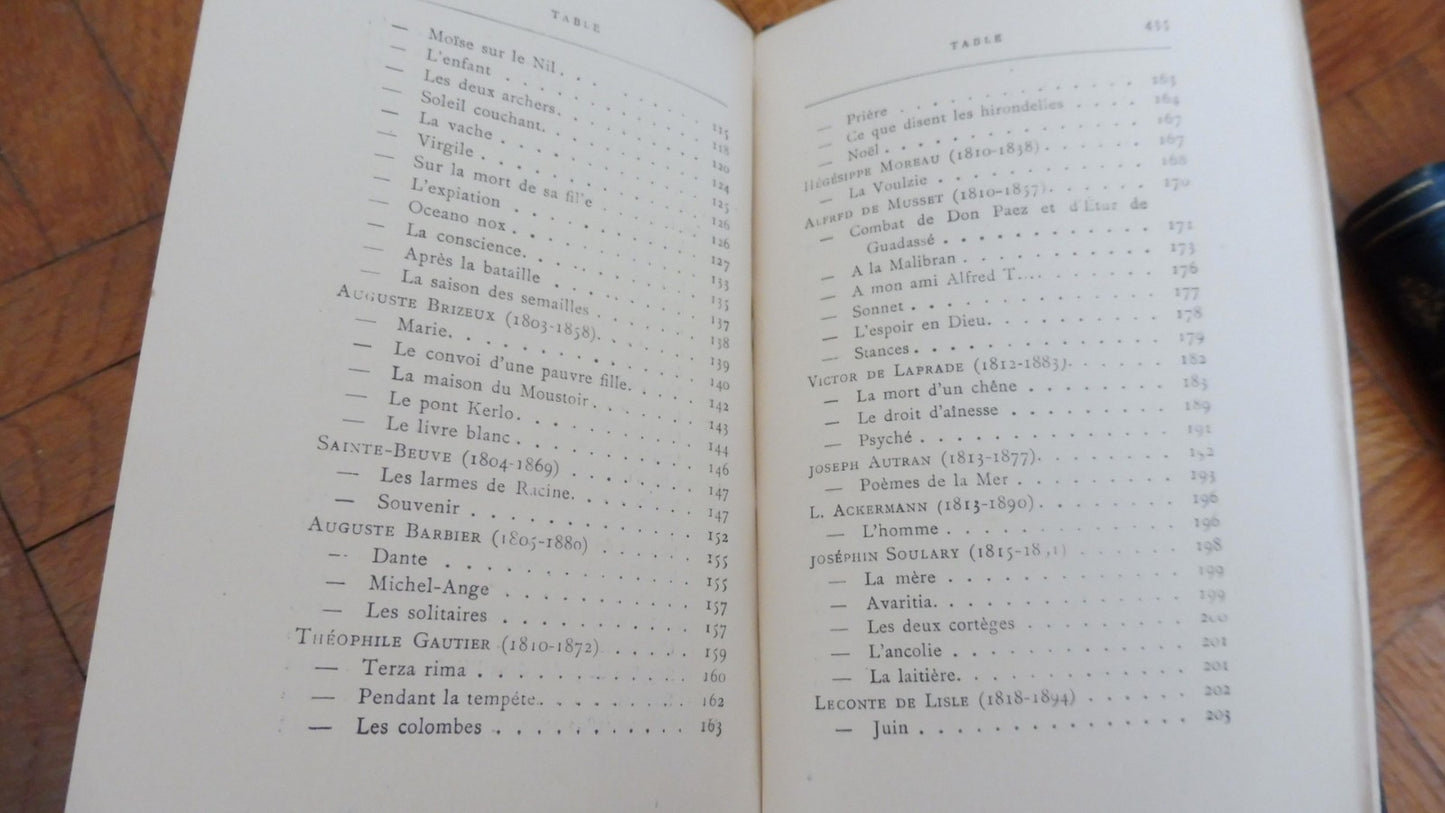 TABLE
— Moïse sur le Nil. . . . 115
— L'enfant . . . . 118
— Les deux archers. . . . 120
— Soleil couchant. . . . 124
— La vache . . . . 125
— Virgile . . . . 126
— Sur la mort de sa fille . . . . 126
— L'expiation . . . . 127
— Oceano nox . . . . 133
— La conscience. . . . 135
— Après la bataille . . . . 137
— La saison des semailles . . . . 138
AUGUSTE BRIZEUX (1803-1858). . . . 139
— Marie. . . . 140
— Le convoi d'une pauvre fille. . . . 142
— La maison du Moustoir. . . . 143
— Le pont Kerlo. . . . 144
— Le livre blanc . . . . 146
SAINTE-BEUVE (1804-1869) . . . . 147
— Les larmes de Racine. . . . 147
— Souvenir . . . . 152
AUGUSTE BARBIER (1805-1880) . . . . 155
— Dante . . . . 155
— Michel-Ange . . . . 157
— Les solitaires . . . . 157
THÉOPHILE GAUTIER (1810-1872) . . . . 159
— Terza rima . . . . 160
— Pendant la tempéte. . . . 162
— Les colombes . . . . 163
TABLE 455
— Prière . . . . 163
— Ce que disent les hirondelles . . . . 164
— Noël . . . . 167
HÉGÉSIPPE MOREAU (1810-1838). . . . 167
— La Voulzie . . . . 168
ALFRED DE MUSSET (1810-1857). . . . 170
— Combat de Don Paez et d'Etur de
Guadassé . . . . 171
— A la Malibran . . . . 173
— A mon ami Alfred T. . . . 176
— Sonnet . . . . 177
— L'espoir en Dieu. . . . 178
— Stances . . . . 179
VICTOR DE LAPRADE (1812-1883). . . . 182
— La mort d'un chêne . . . . 183
— Le droit d'aînesse . . . . 189
— Psyché . . . . 191
JOSEPH AUTRAN (1813-1877). . . . 192
— Poèmes de la Mer . . . . 193
L. ACKERMANN (1813-1890). . . . 196
— L'homme . . . . 196
JOSÉPHIN SOULARY (1815-18 1) . . . . 198
— La mère . . . . 199
— Avaritia. . . . 199
— Les deux cortèges . . . . 200
— L'ancolie . . . . 201
— La laitière. . . . 201
LECONTE DE LISLE (1818-1894) . . . . 202
— Juin . . . . 203